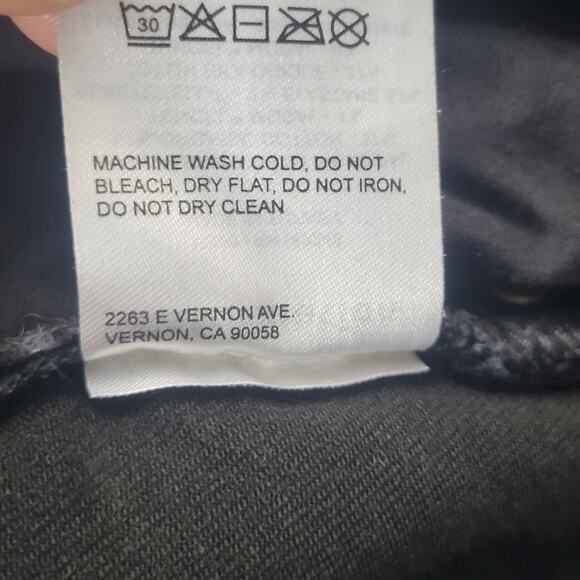 30
MACHINE WASH COLD, DO NOT
BLEACH, DRY FLAT, DO NOT IRON,
DO NOT DRY CLEAN
2263 E VERNON AVE.
VERNON, CA 90058